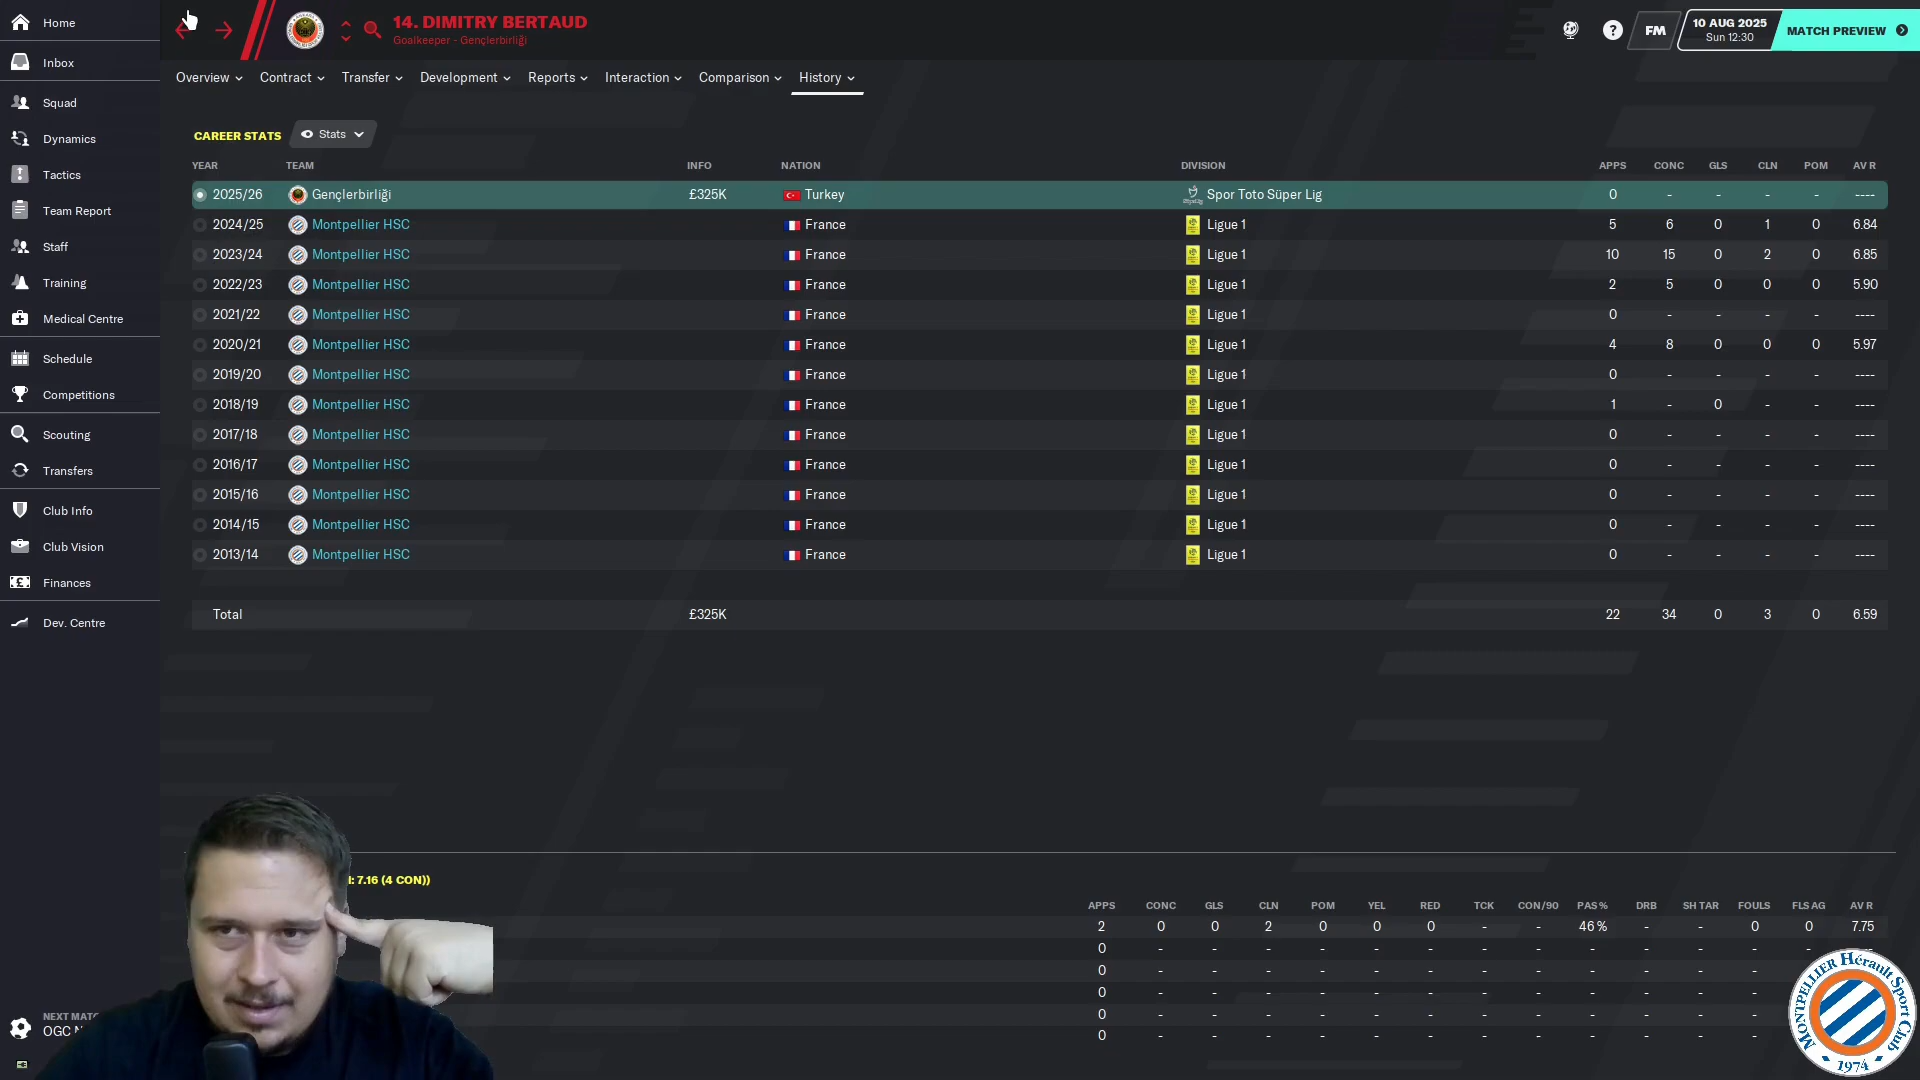 Home
Inbox
Squad
Dynamics
Tactics
Team Report
Staff
Training
Medical Centre
Schedule
Competitions
Scouting
Transfers
Club Info
Club Vision
Finances
Dev. Centre
NEXT MATC
OGC N
14. DIMITRY BERTAUD
Goalkeeper - Gençlerbirliği
FM
10 AUG 2025
Sun 12:30
MATCH PREVIEW
Overview Contract Transfer Development Reports Interaction Comparison History
CAREER STATS Stats
YEAR TEAM INFO NATION DIVISION APPS CONC GLS CLN POM AV R
2025/26 Gençlerbirliği £325K Turkey Spor Toto Süper Lig 0 - - - - ----
2024/25 Montpellier HSC France Ligue 1 5 6 0 1 0 6.84
2023/24 Montpellier HSC France Ligue 1 10 15 0 2 0 6.85
2022/23 Montpellier HSC France Ligue 1 2 5 0 0 0 5.90
2021/22 Montpellier HSC France Ligue 1 0 - - - - ----
2020/21 Montpellier HSC France Ligue 1 4 8 0 0 0 5.97
2019/20 Montpellier HSC France Ligue 1 0 - - - - ----
2018/19 Montpellier HSC France Ligue 1 1 - 0 - - ----
2017/18 Montpellier HSC France Ligue 1 0 - - - - ----
2016/17 Montpellier HSC France Ligue 1 0 - - - - ----
2015/16 Montpellier HSC France Ligue 1 0 - - - - ----
2014/15 Montpellier HSC France Ligue 1 0 - - - - ----
2013/14 Montpellier HSC France Ligue 1 0 - - - - ----
Total £325K 22 34 0 3 0 6.59
: 7.16 (4 CON))
APPS CONC GLS CLN POM YEL RED TCK CON/90 PAS % DRB SH TAR FOULS FLS AG AV R
2 0 0 2 0 0 0 - - 46 % - - 0 0 7.75
0 - - - - - - - - - - - - -
0 - - - - - - - - - - - - -
0 - - - - - - - - - - - -
0 - - - - - - - - - - - -
0 - - - - - - - - - - - -
MONTPELLIER Hérault Sport Club
1974